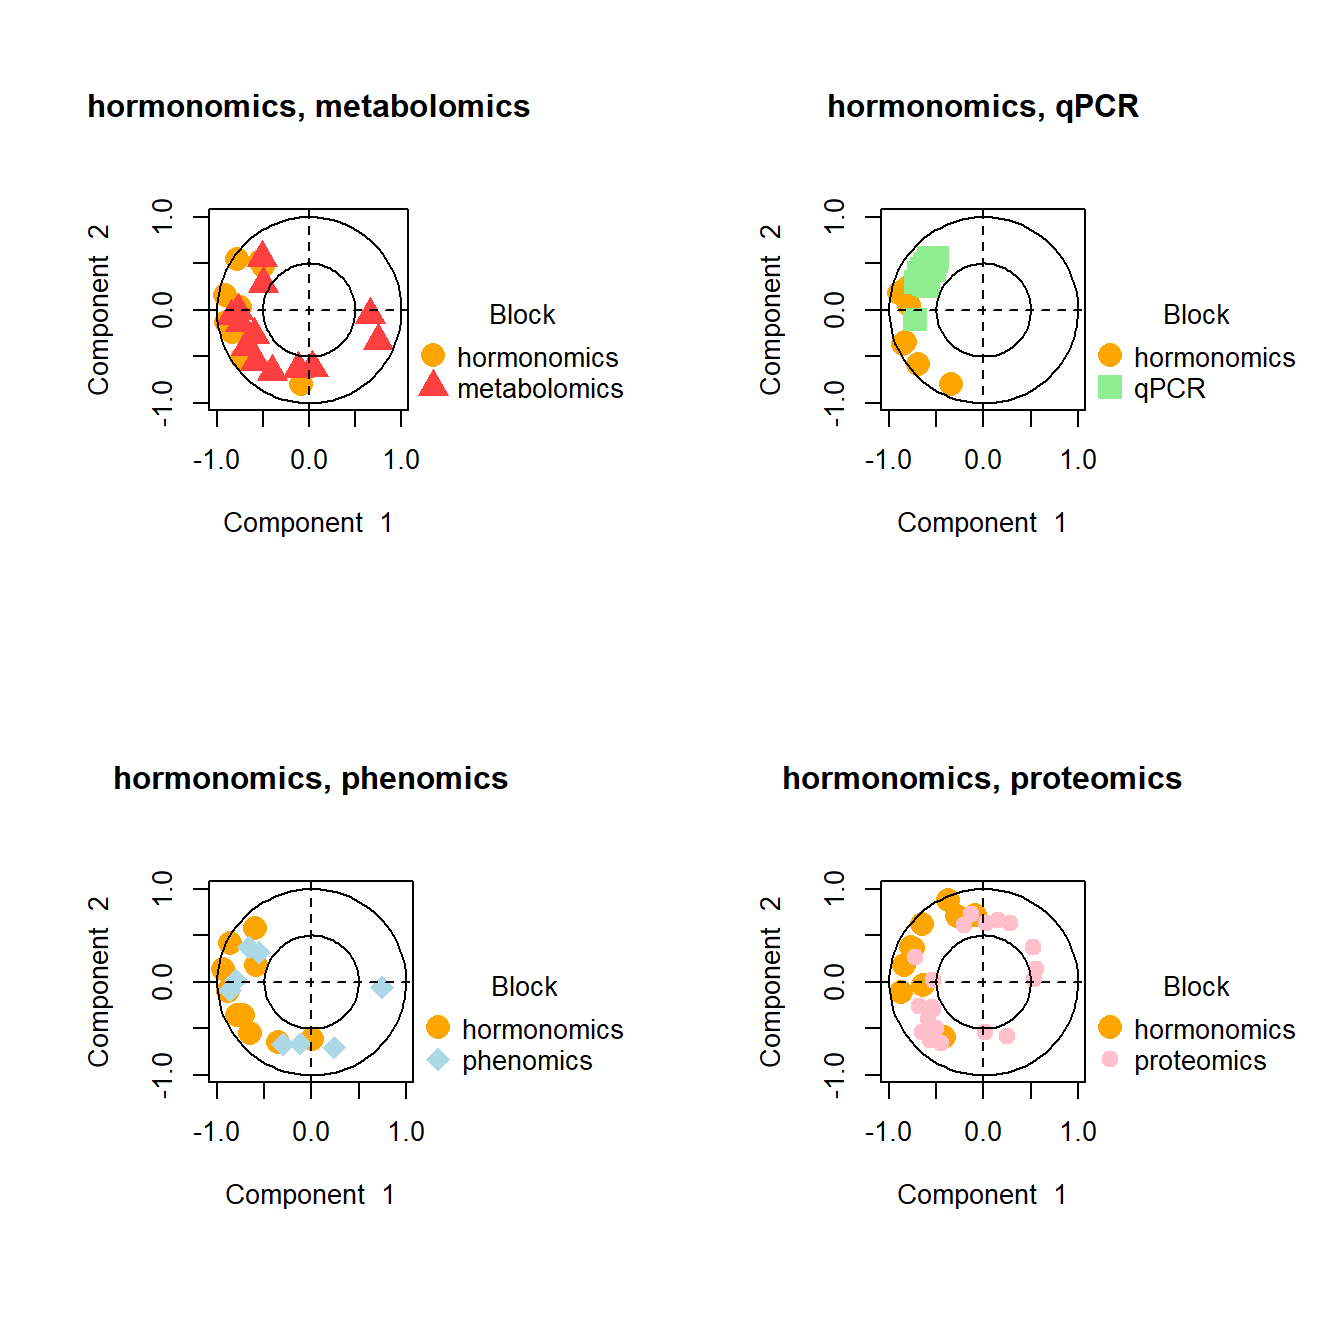 hormonomics, metabolomics
Component 2
1.0
0.0
-1.0
-1.0 0.0 1.0
Component 1
Block
hormonomics
metabolomics
hormonomics, qPCR
Component 2
1.0
0.0
-1.0
-1.0 0.0 1.0
Component 1
Block
hormonomics
qPCR
hormonomics, phenomics
Component 2
1.0
0.0
-1.0
-1.0 0.0 1.0
Component 1
Block
hormonomics
phenomics
hormonomics, proteomics
Component 2
1.0
0.0
-1.0
-1.0 0.0 1.0
Component 1
Block
hormonomics
proteomics